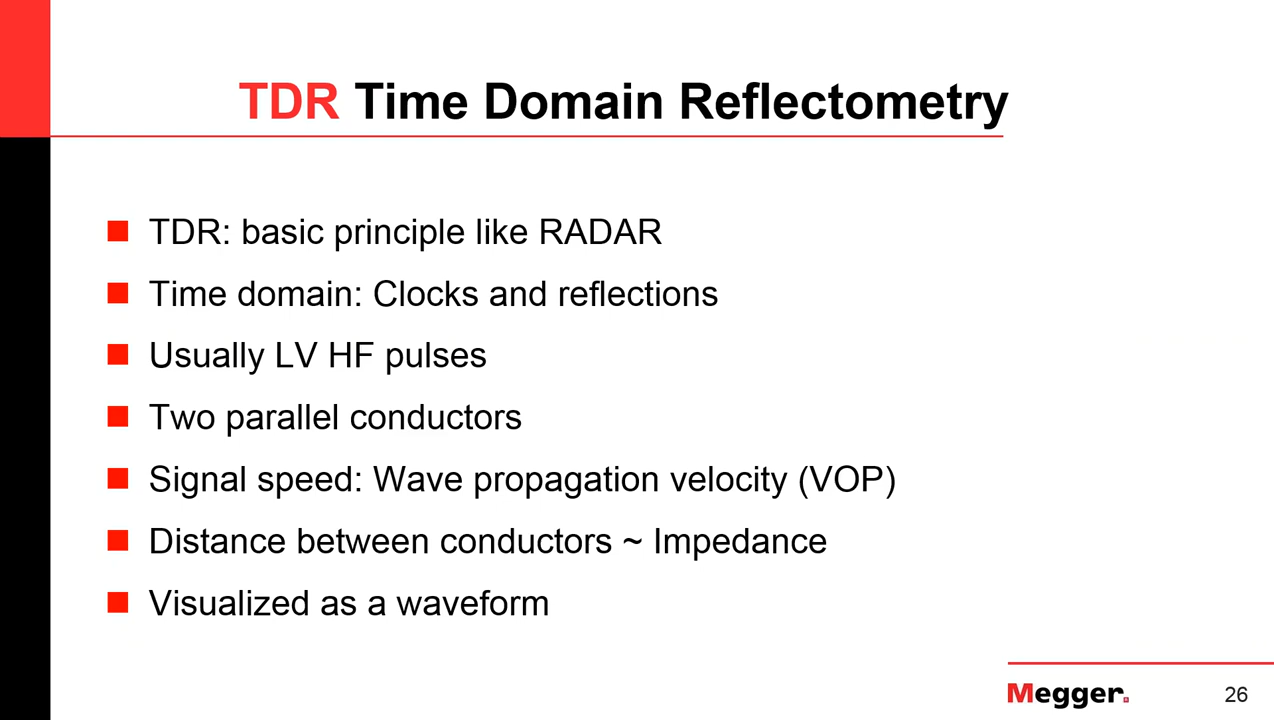 TDR Time Domain Reflectometry
TDR: basic principle like RADAR
Time domain: Clocks and reflections
Usually LV HF pulses
Two parallel conductors
Signal speed: Wave propagation velocity (VOP)
Distance between conductors ~ Impedance
Visualized as a waveform
Megger.
26